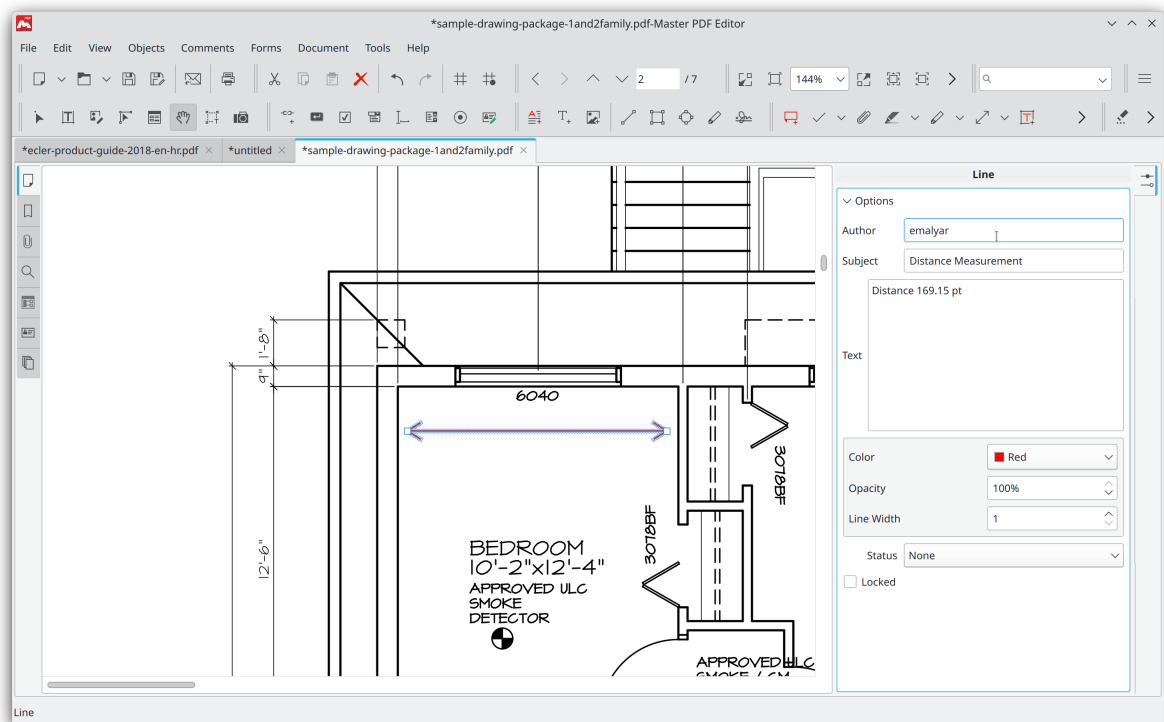 *sample-drawing-package-1and2family.pdf-Master PDF Editor
File Edit View Objects Comments Forms Document Tools Help
2 / 7 144%
*ecler-product-guide-2018-en-hr.pdf *untitled *sample-drawing-package-1and2family.pdf
Line
Options
Author emalyar
Subject Distance Measurement
Text Distance 169.15 pt
Color Red
Opacity 100%
Line Width 1
Status None
Locked
1'-8"
9"
6040
3078BF
12'-6"
3078BF
BEDROOM
10'-2"x12'-4"
APPROVED ULC
SMOKE
DETECTOR
APPROVED ULC
SMOKE / CM
Line